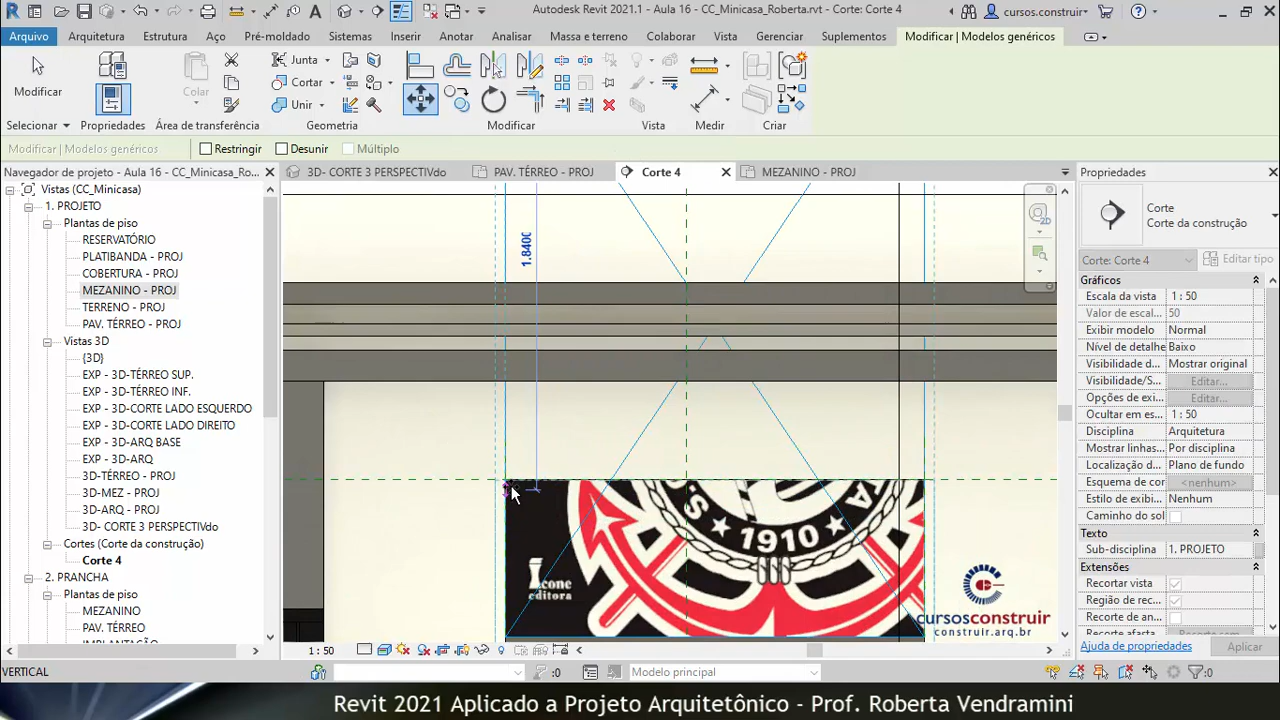 Autodesk Revit 2021.1 - Aula 16 - CC_Minicasa_Roberta.rvt - Corte: Corte 4
cursos.construir
Arquivo Arquitetura Estrutura Aço Pré-moldado Sistemas Inserir Anotar Analisar Massa e terreno Colaborar Vista Gerenciar Suplementos Modificar | Modelos genéricos
Modificar
Colar
Junta
Cortar
Unir
Selecionar Propriedades Área de transferência Geometria Modificar Vista Medir Criar
Modificar | Modelos genéricos Restringir Desunir Múltiplo
Navegador de projeto - Aula 16 - CC_Minicasa_Ro...
3D- CORTE 3 PERSPECTIVdo PAV. TÉRREO - PROJ Corte 4 MEZANINO - PROJ
Vistas (CC_Minicasa)
1. PROJETO
Plantas de piso
RESERVATÓRIO
PLATIBANDA - PROJ
COBERTURA - PROJ
MEZANINO - PROJ
TERRENO - PROJ
PAV. TÉRREO - PROJ
Vistas 3D
{3D}
EXP - 3D-TÉRREO SUP.
EXP - 3D-TÉRREO INF.
EXP - 3D-CORTE LADO ESQUERDO
EXP - 3D-CORTE LADO DIREITO
EXP - 3D-ARQ BASE
EXP - 3D-ARQ
3D-TÉRREO - PROJ
3D-MEZ - PROJ
3D-ARQ - PROJ
3D- CORTE 3 PERSPECTIVdo
Cortes (Corte da construção)
Corte 4
2. PRANCHA
Plantas de piso
MEZANINO
PAV. TÉRREO
IMPLANTAÇÃO
1.8400
2D
1910
Ícone
editora
cursosconstruir
construir.arq.br
Propriedades
Corte
Corte da construção
Corte: Corte 4 Editar tipo
Gráficos
Escala da vista 1 : 50
Valor de escal... 50
Exibir modelo Normal
Nível de detalhe Baixo
Visibilidade d... Mostrar original
Visibilidade/S... Editar...
Opções de exi... Editar...
Ocultar em es... 1 : 50
Disciplina Arquitetura
Mostrar linhas... Por disciplina
Localização d... Plano de fundo
Esquema de cor <nenhum>
Estilo de exibi... Nenhum
Caminho do sol
Texto
Sub-disciplina 1. PROJETO
Extensões
Recortar vista
Região de rec...
Recorte de an...
Ajuda de propriedades Aplicar
1 : 50
VERTICAL
:0 Modelo principal :0
Revit 2021 Aplicado a Projeto Arquitetônico - Prof. Roberta Vendramini